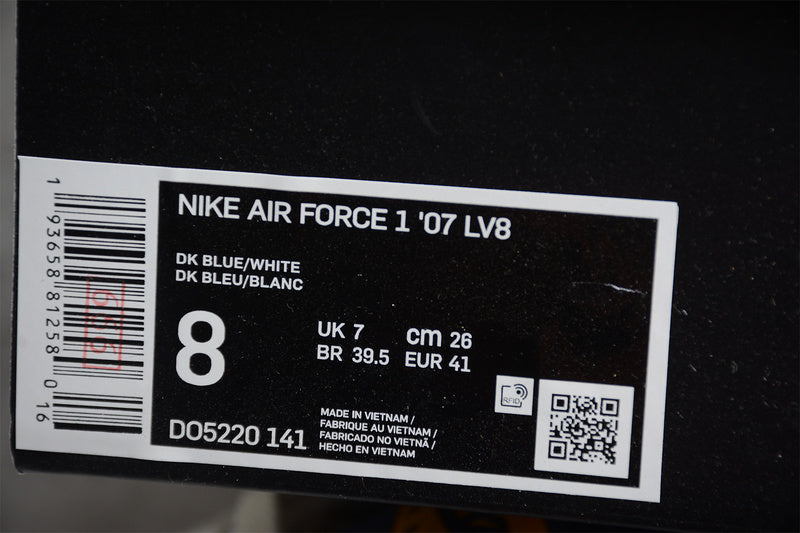 NIKE AIR FORCE 1 '07 LV8
DK BLUE/WHITE
DK BLEU/BLANC
8
UK 7 cm 26
BR 39.5 EUR 41
DO5220 141
MADE IN VIETNAM /
FABRIQUE AU VIETNAM /
FABRICADO NO VIETNÃ /
HECHO EN VIETNAM
RFID
1 93658 81258 0 16